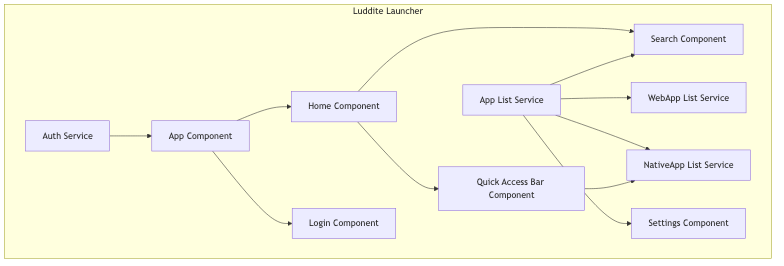 Luddite Launcher
Auth Service
App Component
Home Component
Login Component
App List Service
Quick Access Bar
Component
Search Component
WebApp List Service
NativeApp List Service
Settings Component